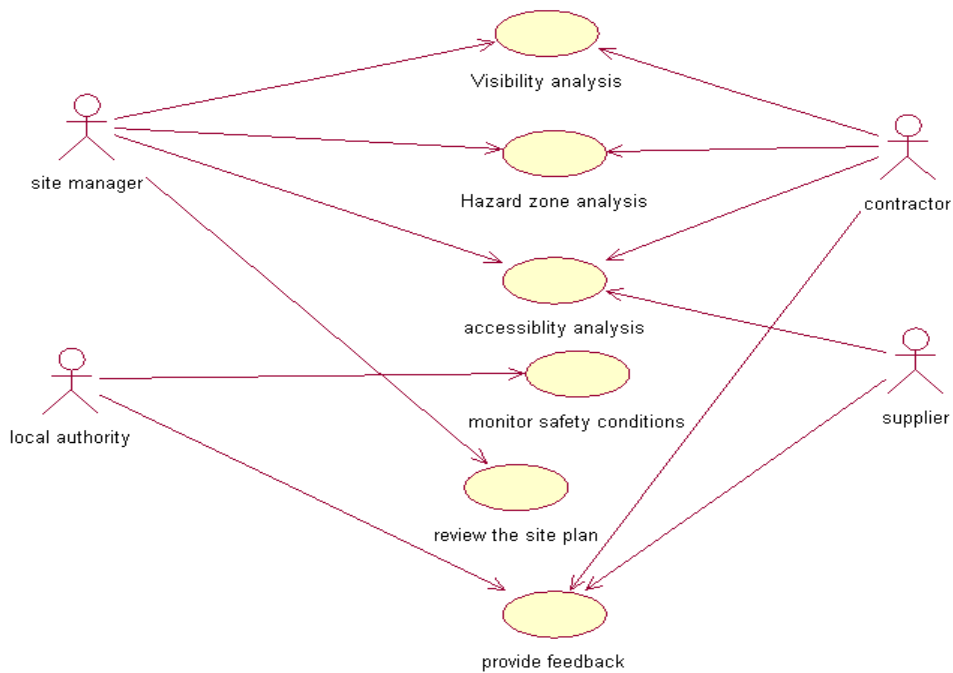 Visibility analysis
site manager
Hazard zone analysis
contractor
accessiblity analysis
monitor safety conditions
supplier
local authority
review the site plan
provide feedback